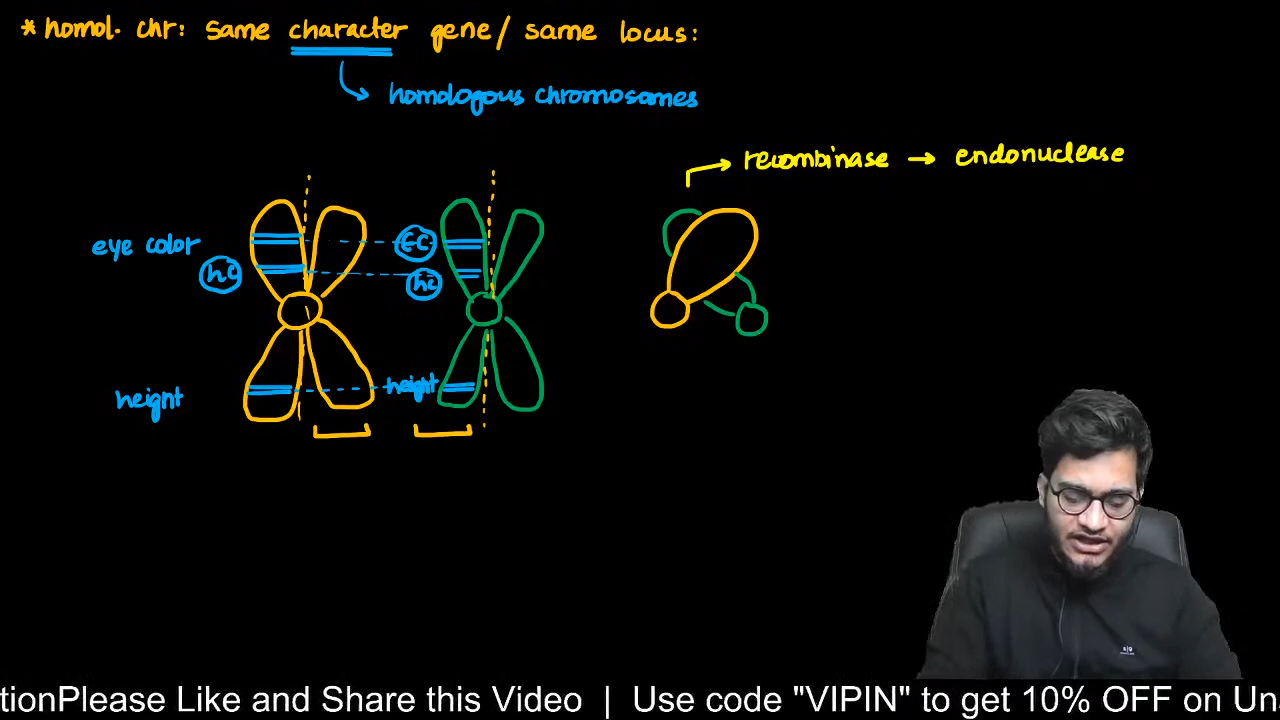 * homol. chr: Same character gene/ same locus:
homologous chromosomes
recombinase → endonuclease
eye color
EC
hc
hc
height
height
tionPlease Like and Share this Video | Use code "VIPIN" to get 10% OFF on Un